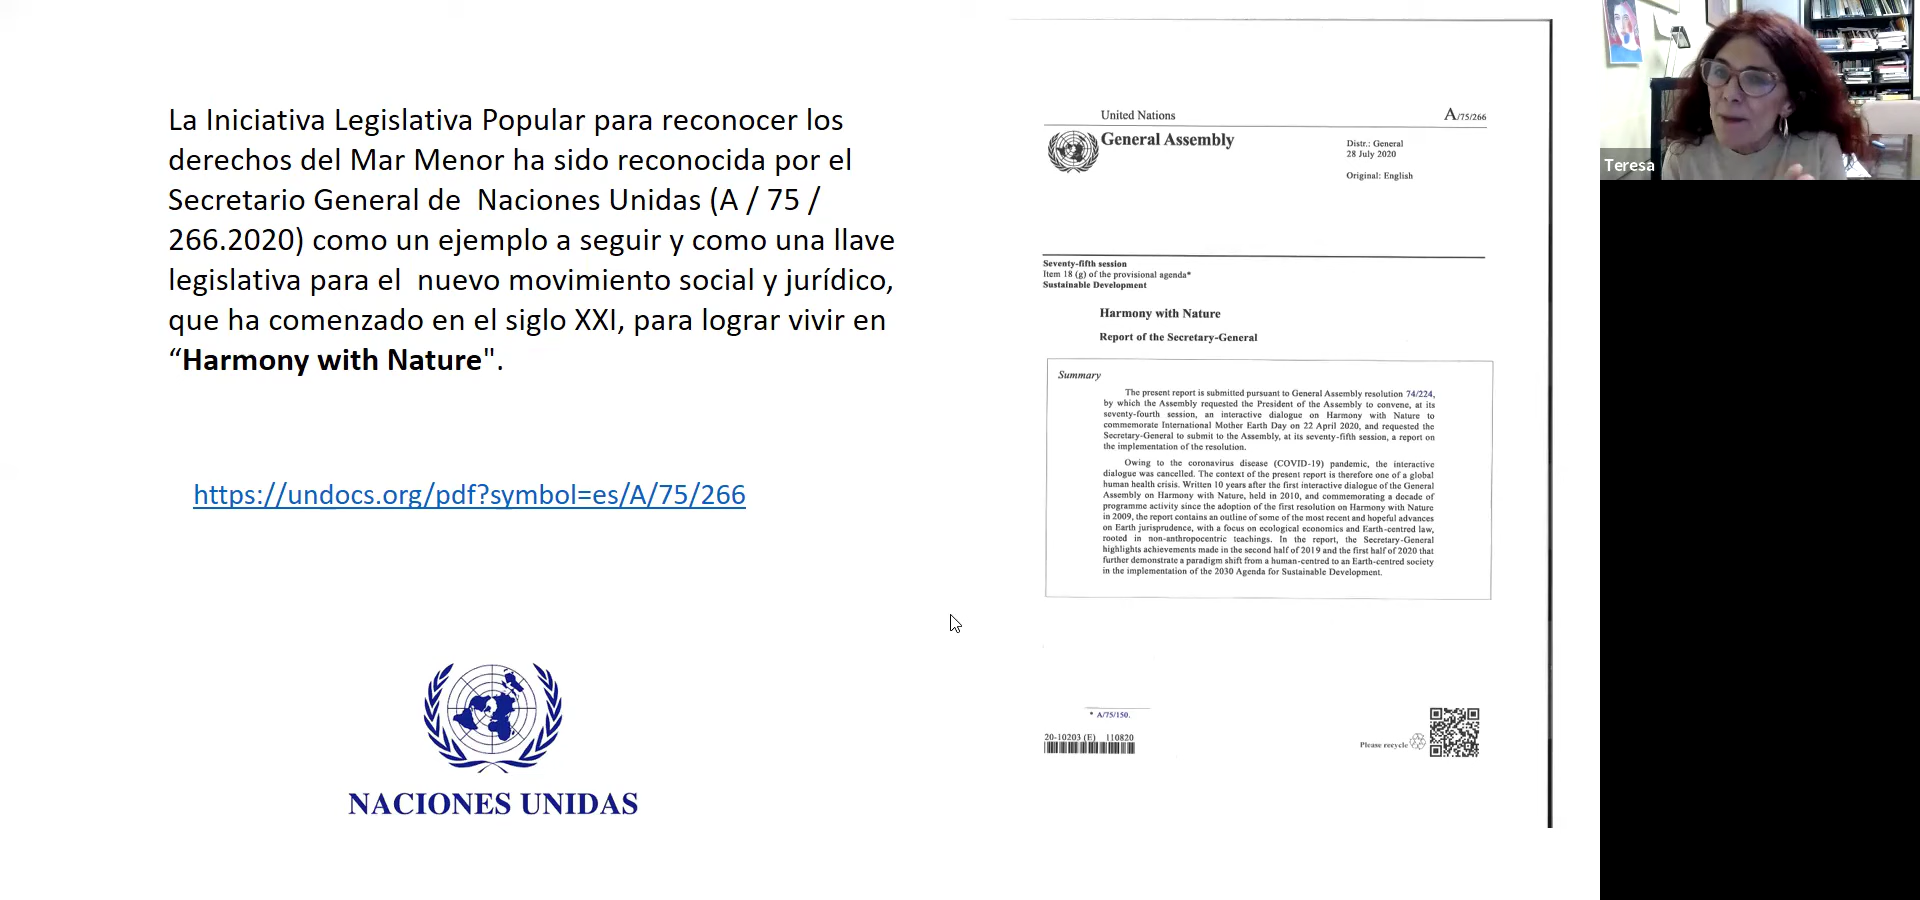 La Iniciativa Legislativa Popular para reconocer los
derechos del Mar Menor ha sido reconocida por el
Secretario General de  Naciones Unidas (A / 75 /
266.2020) como un ejemplo a seguir y como una llave
legislativa para el  nuevo movimiento social y jurídico,
que ha comenzado en el siglo XXI, para lograr vivir en
“Harmony with Nature".
https://undocs.org/pdf?symbol=es/A/75/266
NACIONES UNIDAS
United Nations
A/75/266
General Assembly
Distr.: General
28 July 2020
Original: English
Seventy-fifth session
Item 18 (g) of the provisional agenda*
Sustainable Development
Harmony with Nature
Report of the Secretary-General
Summary
The present report is submitted pursuant to General Assembly resolution 74/224,
by which the Assembly requested the President of the Assembly to convene, at its
seventy-fourth session, an interactive dialogue on Harmony with Nature to
commemorate International Mother Earth Day on 22 April 2020, and requested the
Secretary-General to submit to the Assembly, at its seventy-fifth session, a report on
the implementation of the resolution.
Owing to the coronavirus disease (COVID-19) pandemic, the interactive
dialogue was cancelled. The context of the present report is therefore one of a global
human health crisis. Written 10 years after the first interactive dialogue of the General
Assembly on Harmony with Nature, held in 2010, and commemorating a decade of
programme activity since the adoption of the first resolution on Harmony with Nature
in 2009, the report contains an outline of some of the most recent and hopeful advances
on Earth jurisprudence, with a focus on ecological economics and Earth-centred law,
rooted in non-anthropocentric teachings. In the report, the Secretary-General
highlights achievements made in the second half of 2019 and the first half of 2020 that
further demonstrate a paradigm shift from a human-centred to an Earth-centred society
in the implementation of the 2030 Agenda for Sustainable Development.
* A/75/150.
20-10203 (E)   110820
Please recycle
Teresa